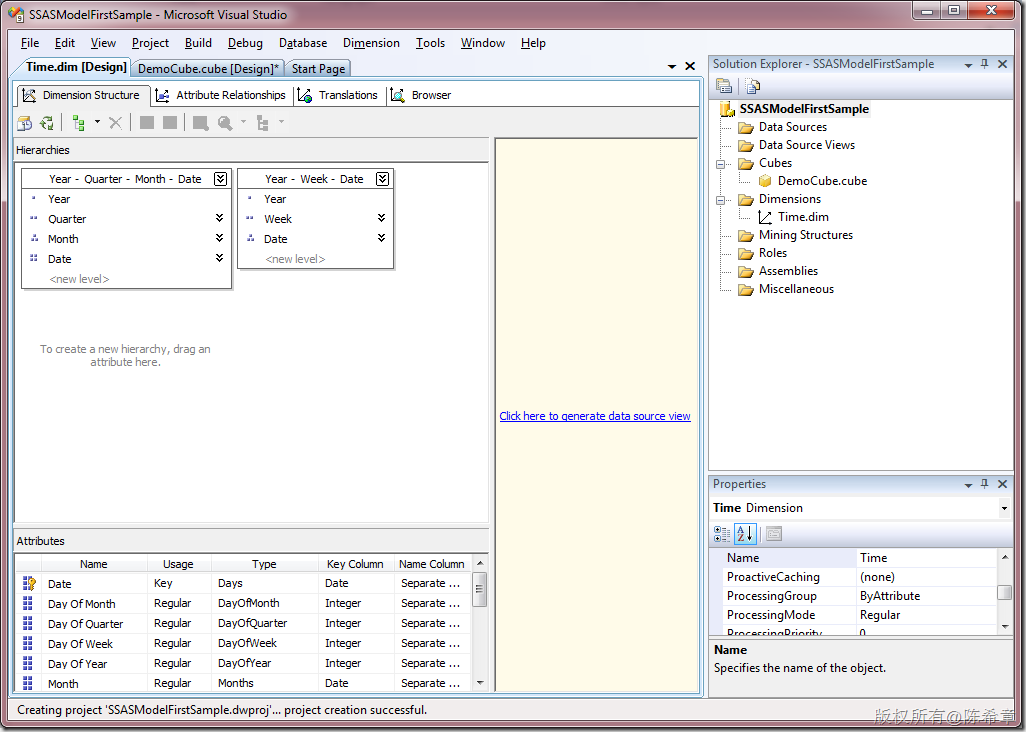 SSASModelFirstSample - Microsoft Visual Studio
File Edit View Project Build Debug Database Dimension Tools Window Help
Time.dim [Design] DemoCube.cube [Design]* Start Page
Dimension Structure Attribute Relationships Translations Browser
Hierarchies
Year - Quarter - Month - Date
Year
Quarter
Month
Date
<new level>
Year - Week - Date
Year
Week
Date
<new level>
To create a new hierarchy, drag an
attribute here.
Click here to generate data source view
Attributes
Name Usage Type Key Column Name Column
Date Key Days Date Separate ...
Day Of Month Regular DayOfMonth Integer Separate ...
Day Of Quarter Regular DayOfQuarter Integer Separate ...
Day Of Week Regular DayOfWeek Integer Separate ...
Day Of Year Regular DayOfYear Integer Separate ...
Month Regular Months Date Separate ...
Solution Explorer - SSASModelFirstSample
SSASModelFirstSample
Data Sources
Data Source Views
Cubes
DemoCube.cube
Dimensions
Time.dim
Mining Structures
Roles
Assemblies
Miscellaneous
Properties
Time Dimension
Name Time
ProactiveCaching (none)
ProcessingGroup ByAttribute
ProcessingMode Regular
ProcessingPriority 0
Name
Specifies the name of the object.
Creating project 'SSASModelFirstSample.dwproj'... project creation successful.
版权所有@陈希章